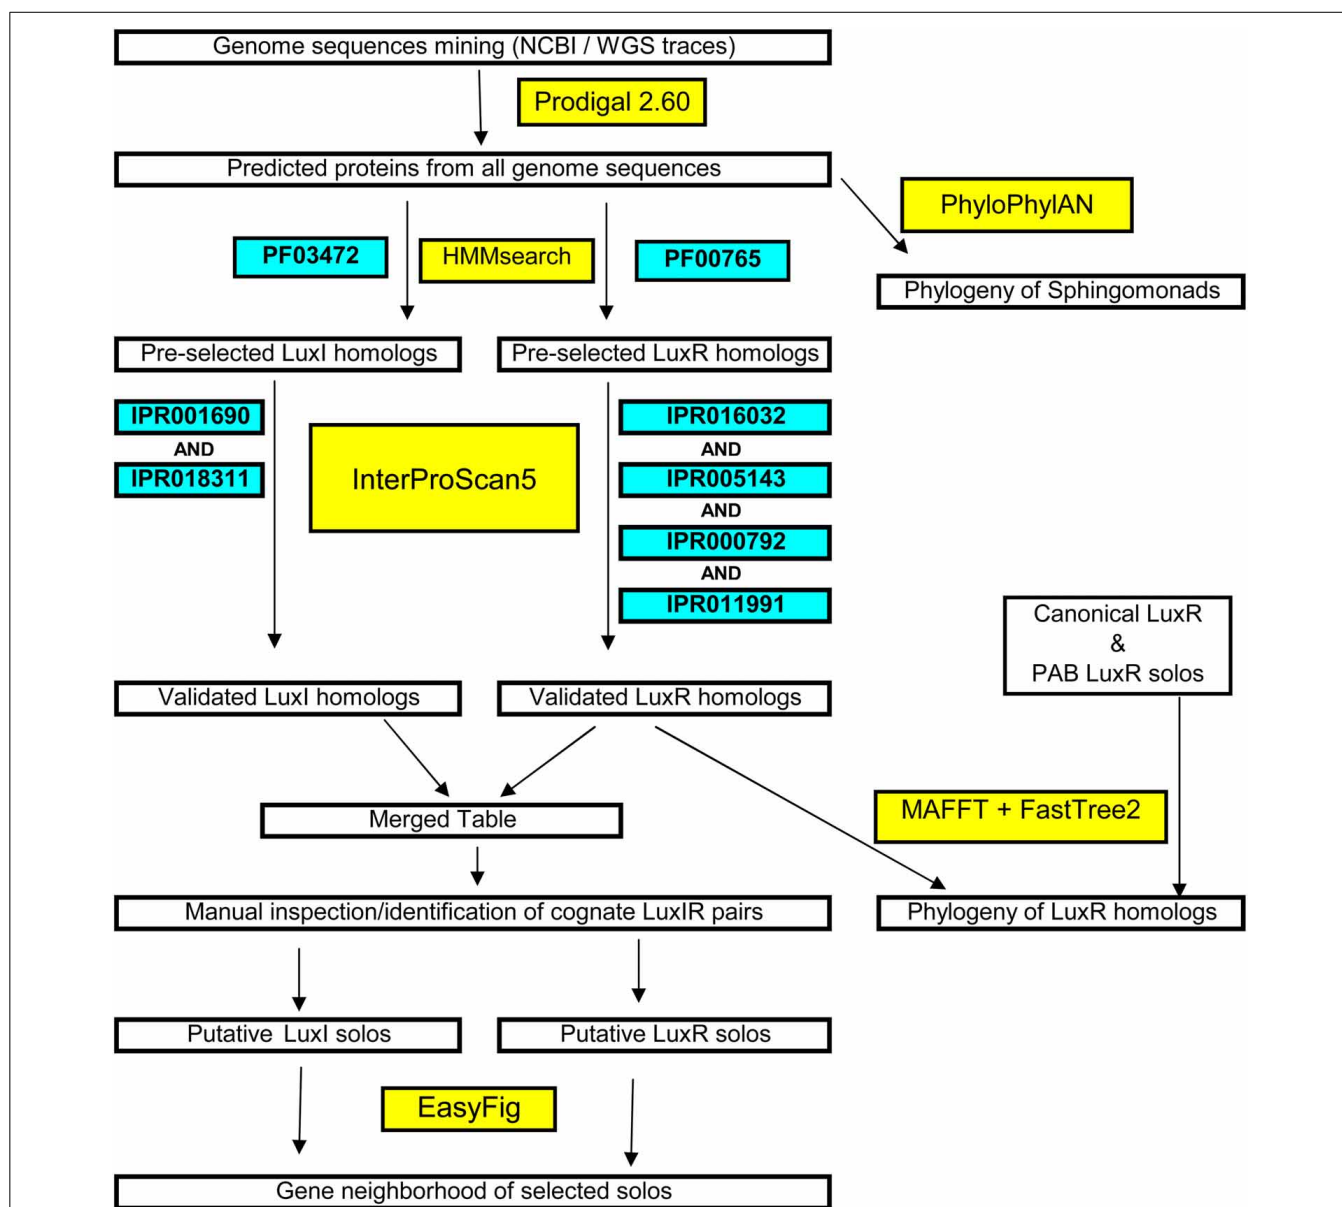 Genome sequences mining (NCBI / WGS traces)
Prodigal 2.60
Predicted proteins from all genome sequences
PhyloPhylAN
PF03472
HMMsearch
PF00765
Phylogeny of Sphingomonads
Pre-selected LuxI homologs
Pre-selected LuxR homologs
IPR001690
AND
IPR018311
InterProScan5
IPR016032
AND
IPR005143
AND
IPR000792
AND
IPR011991
Canonical LuxR
&
PAB LuxR solos
Validated LuxI homologs
Validated LuxR homologs
Merged Table
MAFFT + FastTree2
Manual inspection/identification of cognate LuxIR pairs
Phylogeny of LuxR homologs
Putative LuxI solos
Putative LuxR solos
EasyFig
Gene neighborhood of selected solos